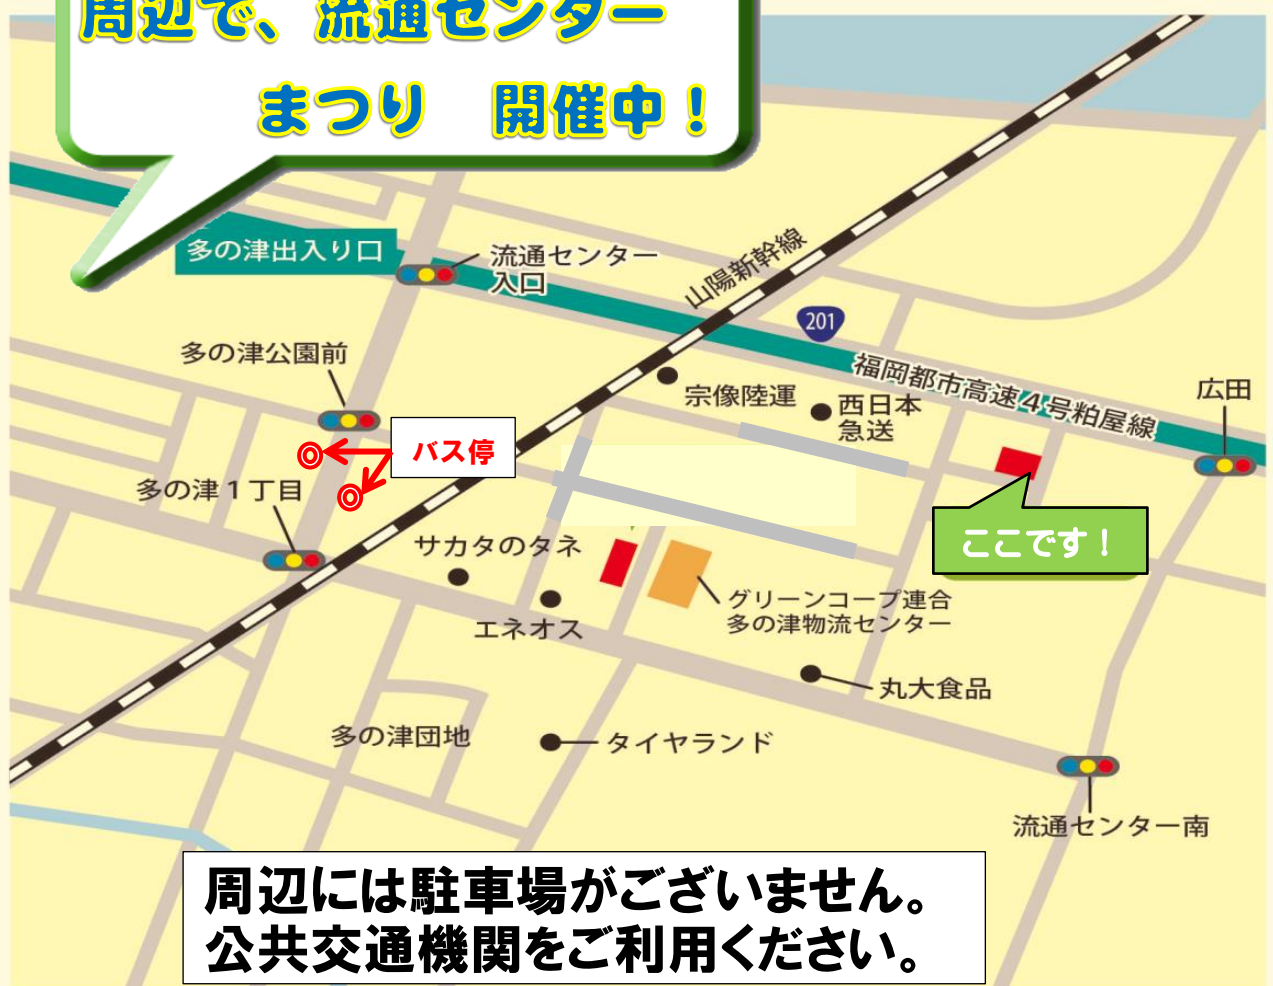 周辺で、流通センター
まつり　開催中！
多の津出入り口
流通センター
入口
山陽新幹線
201
多の津公園前
福岡都市高速4号粕屋線
広田
宗像陸運
西日本
急送
バス停
多の津１丁目
ここです！
サカタのタネ
グリーンコープ連合
多の津物流センター
エネオス
丸大食品
多の津団地
タイヤランド
流通センター南
周辺には駐車場がございません。
公共交通機関をご利用ください。